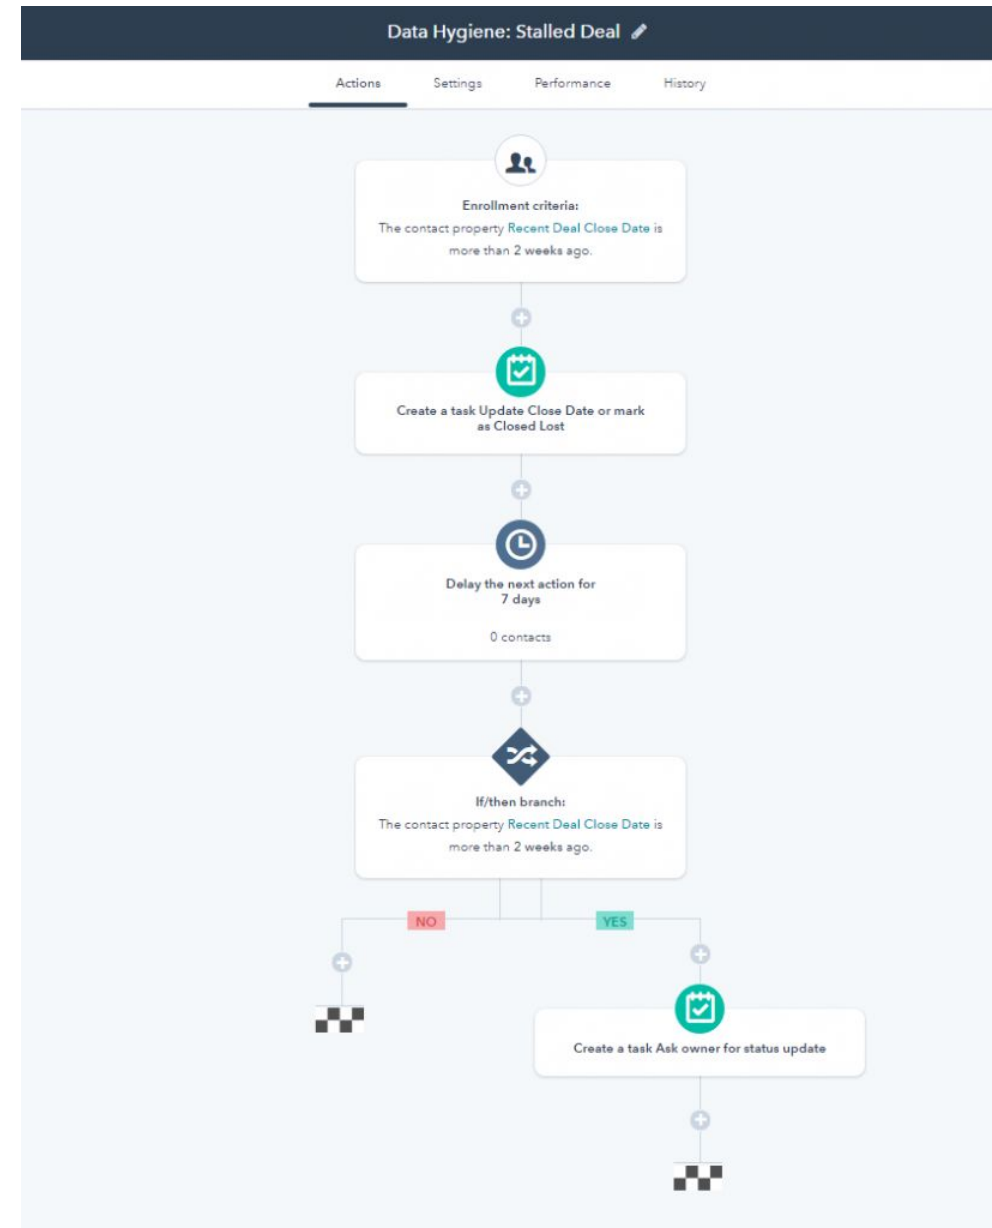 Data Hygiene: Stalled Deal
Actions Settings Performance History
Enrollment criteria:
The contact property Recent Deal Close Date is
more than 2 weeks ago.
Create a task Update Close Date or mark
as Closed Lost
Delay the next action for
7 days
0 contacts
If/then branch:
The contact property Recent Deal Close Date is
more than 2 weeks ago.
NO YES
Create a task Ask owner for status update